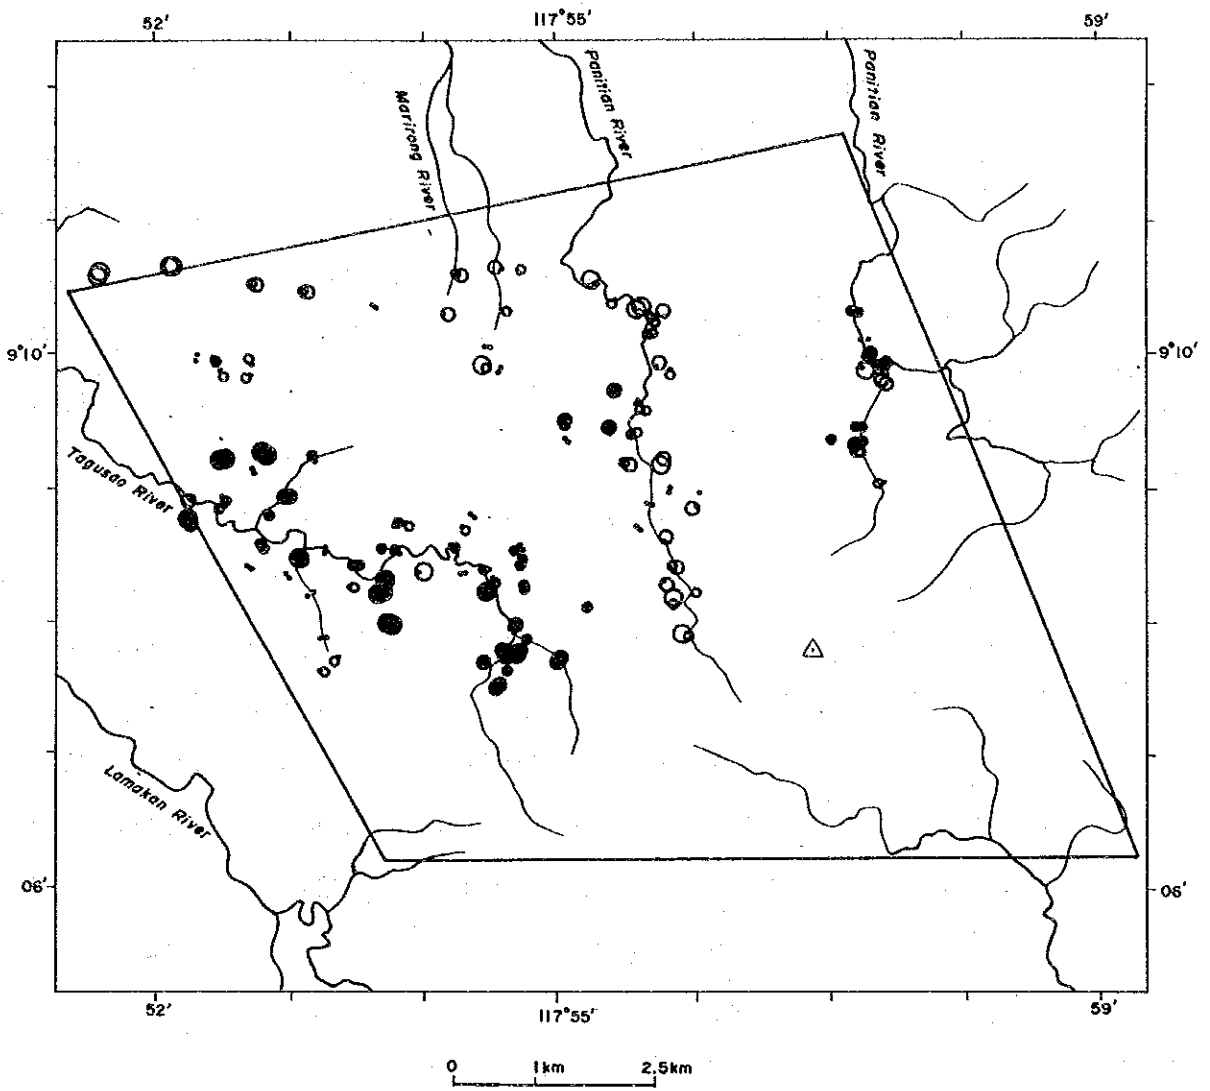 52'
117°55'
59'
Marirong River
Panitian River
Panitian River
9°10'
9°10'
Tagusao River
Lamakan River
06'
06'
52'
117°55'
59'
0 1km 2.5km